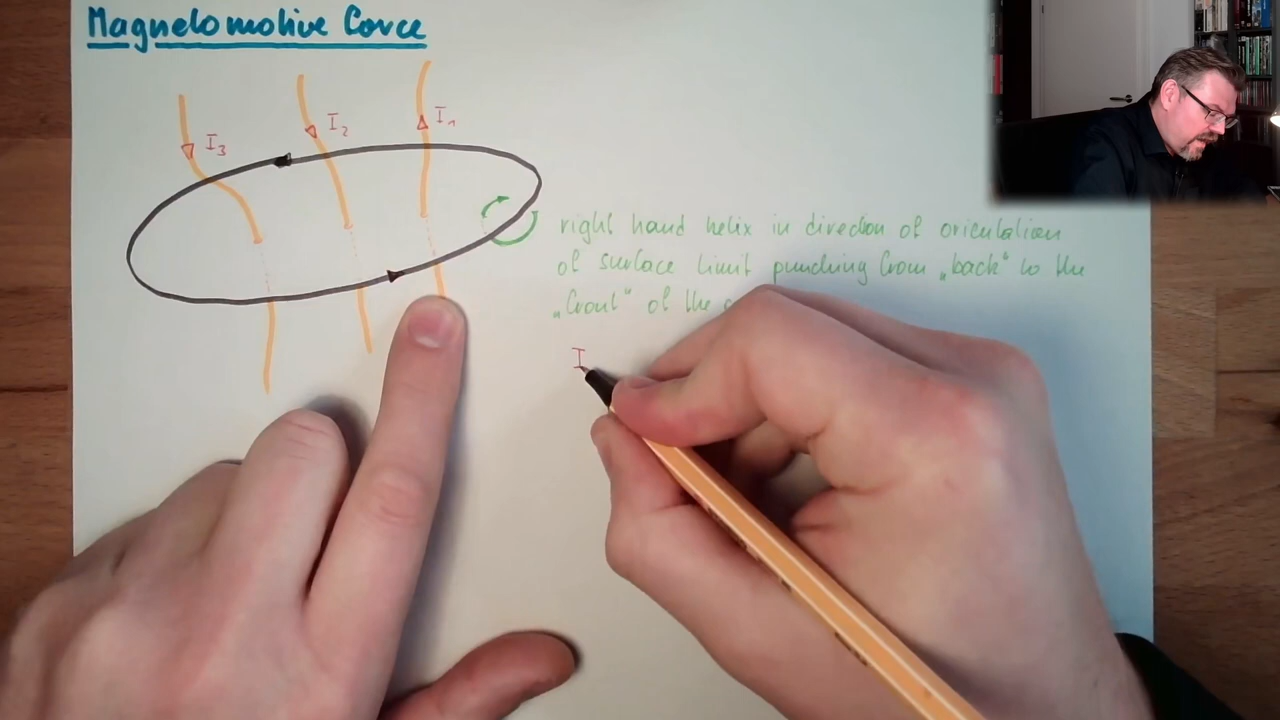 Magnetomotive Force
I₃
I₂
I₁
right hand helix in direction of orientation
of surface limit punching from „back“ to the
„front“ of the
I